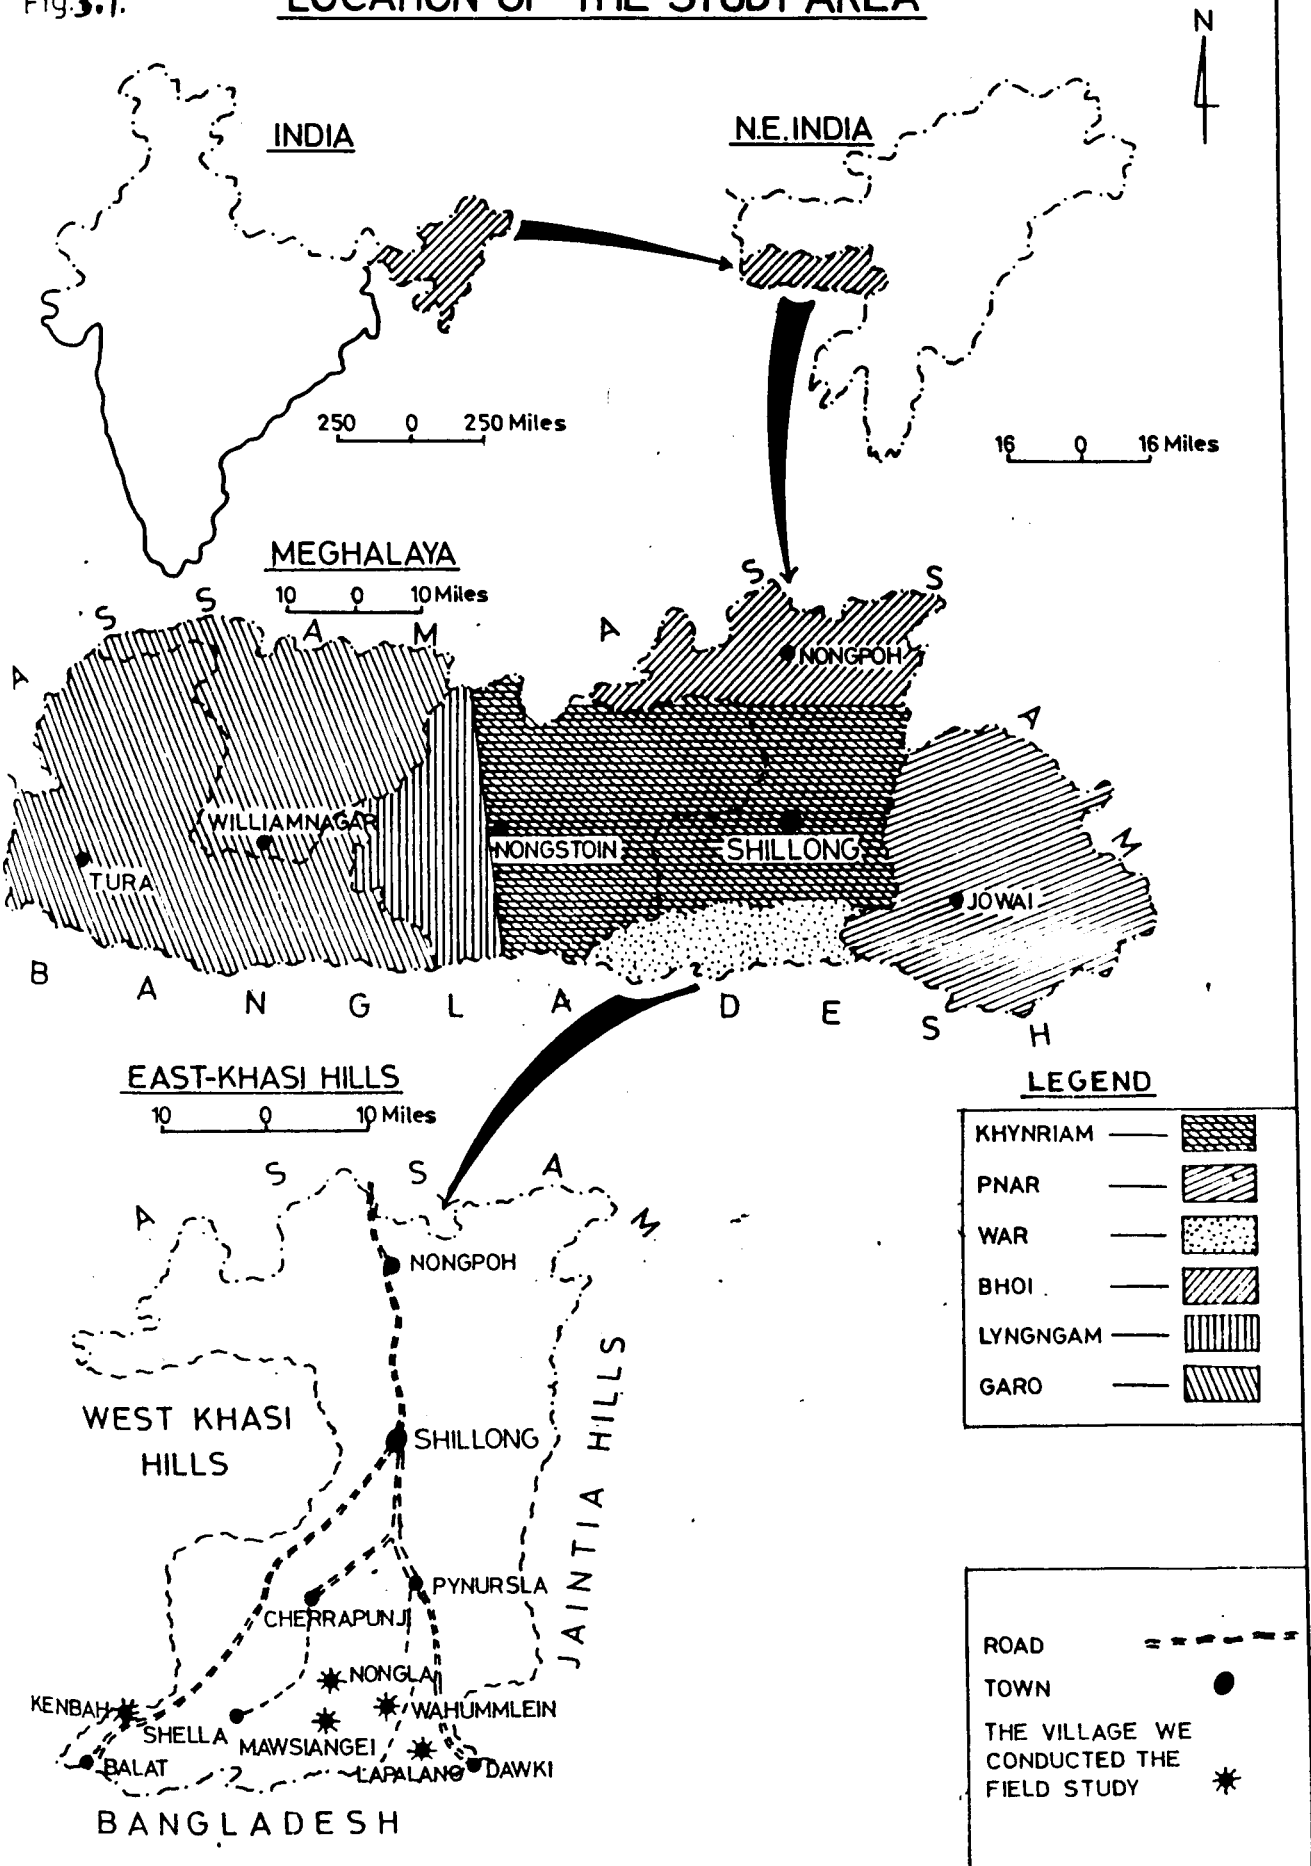 Fig.3.1.
LOCATION OF THE STUDY AREA
N
INDIA
N.E. INDIA
250 0 250 Miles
16 0 16 Miles
MEGHALAYA
10 0 10 Miles
A S S A M
A S S A M
NONGPOH
WILLIAMNAGAR
TURA
NONGSTOIN
SHILLONG
JOWAI
B A N G L A D E S H
EAST-KHASI HILLS
10 0 10 Miles
A S S A M
NONGPOH
WEST KHASI
HILLS
SHILLONG
JAINTIA HILLS
PYNURSLA
CHERRAPUNJI
NONGLA
KENBAH
WAHUMMLEIN
SHELLA
MAWSIANGEI
BALAT
LAPALANG
DAWKI
BANGLADESH
LEGEND
KHYNRIAM
PNAR
WAR
BHOI
LYNGNGAM
GARO
ROAD
TOWN
THE VILLAGE WE
CONDUCTED THE
FIELD STUDY